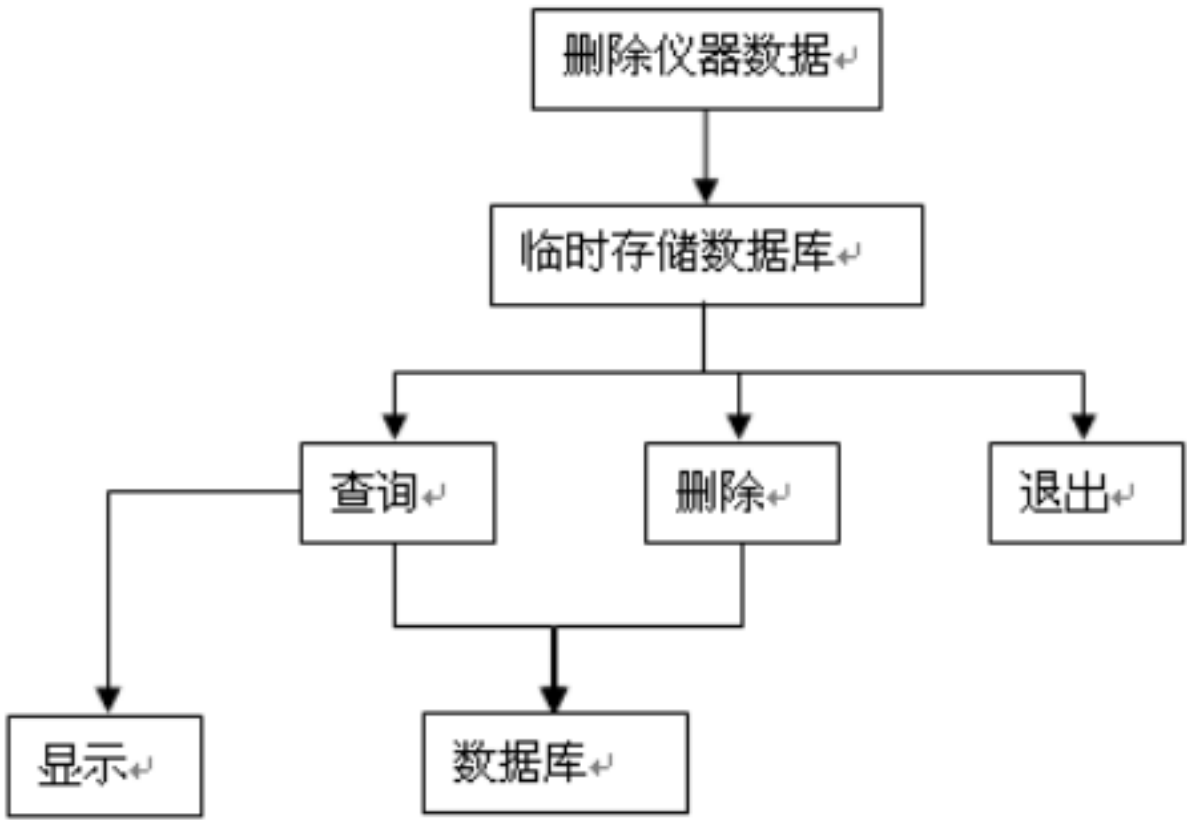 删除仪器数据
临时存储数据库
查询
删除
退出
显示
数据库